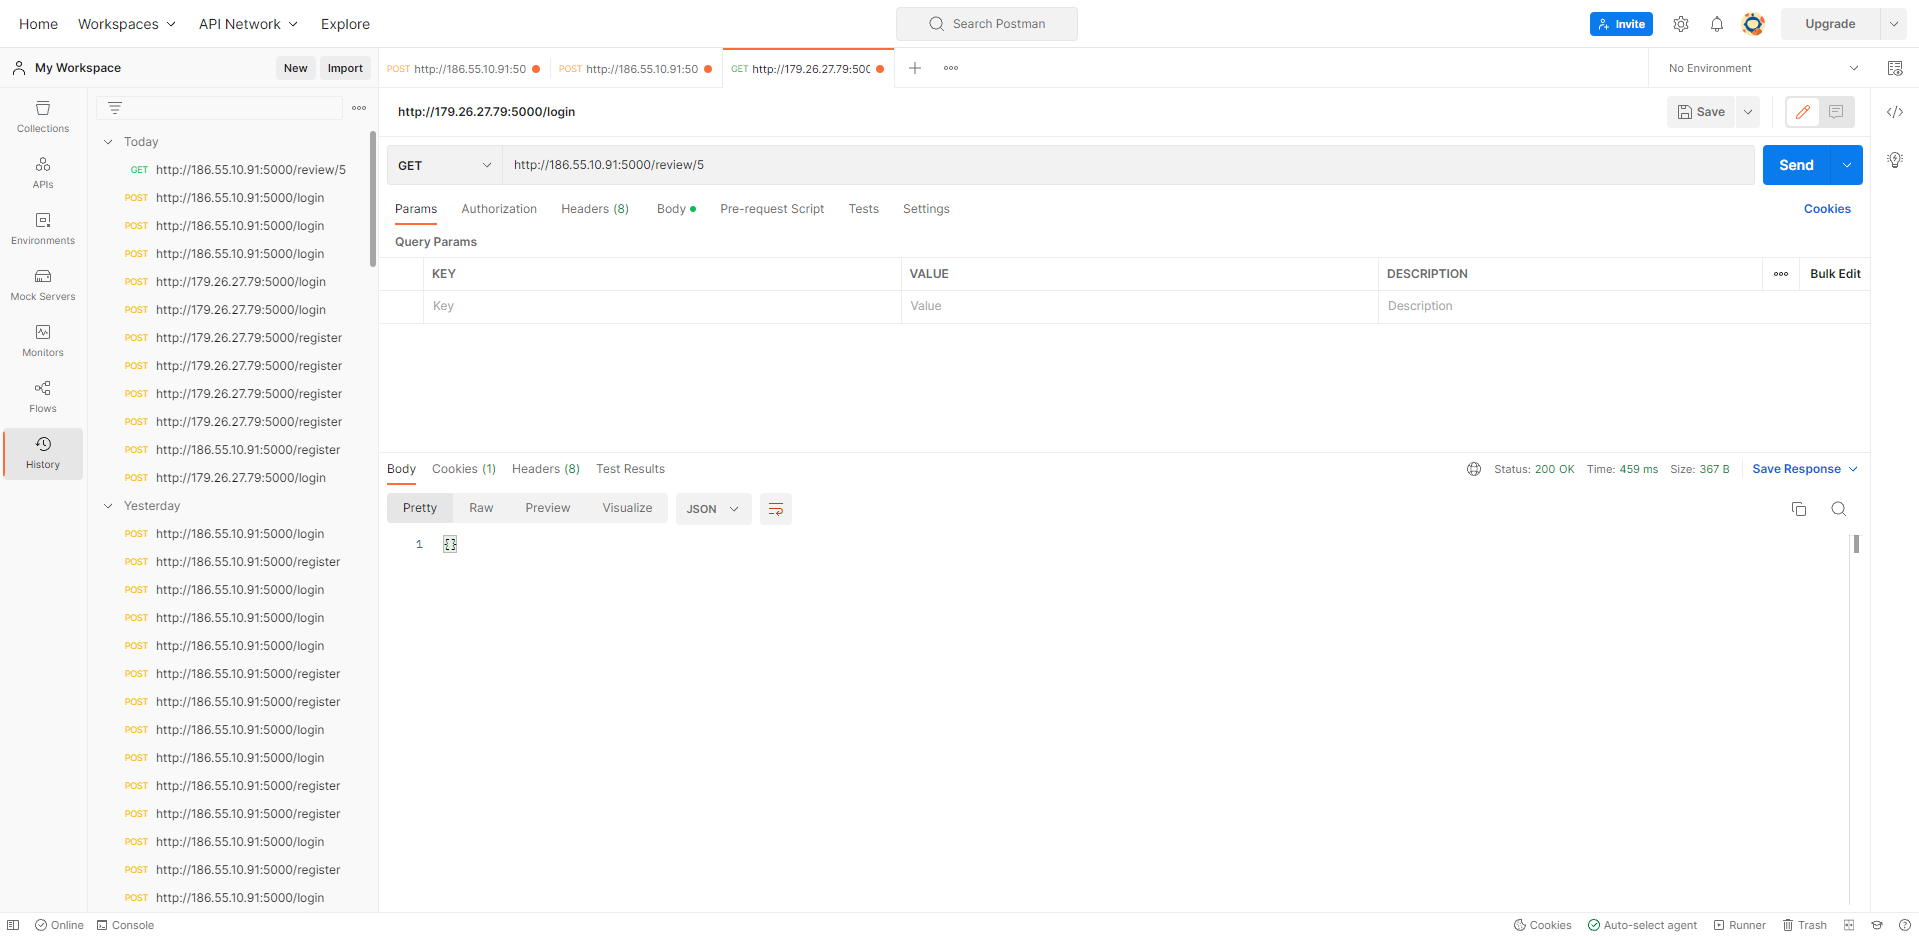 Home Workspaces API Network Explore Search Postman Invite Upgrade
My Workspace New Import
POST http://186.55.10.91:50 POST http://186.55.10.91:50 GET http://179.26.27.79:500 No Environment
Collections
APIs
Environments
Mock Servers
Monitors
Flows
History
Today
GET http://186.55.10.91:5000/review/5
POST http://186.55.10.91:5000/login
POST http://186.55.10.91:5000/login
POST http://186.55.10.91:5000/login
POST http://179.26.27.79:5000/login
POST http://179.26.27.79:5000/login
POST http://179.26.27.79:5000/register
POST http://179.26.27.79:5000/register
POST http://179.26.27.79:5000/register
POST http://179.26.27.79:5000/register
POST http://186.55.10.91:5000/register
POST http://179.26.27.79:5000/login
Yesterday
POST http://186.55.10.91:5000/login
POST http://186.55.10.91:5000/register
POST http://186.55.10.91:5000/login
POST http://186.55.10.91:5000/login
POST http://186.55.10.91:5000/login
POST http://186.55.10.91:5000/register
POST http://186.55.10.91:5000/register
POST http://186.55.10.91:5000/login
POST http://186.55.10.91:5000/login
POST http://186.55.10.91:5000/register
POST http://186.55.10.91:5000/register
POST http://186.55.10.91:5000/login
POST http://186.55.10.91:5000/register
POST http://186.55.10.91:5000/login
http://179.26.27.79:5000/login Save
GET http://186.55.10.91:5000/review/5 Send
Params Authorization Headers (8) Body Pre-request Script Tests Settings Cookies
Query Params
KEY VALUE DESCRIPTION Bulk Edit
Key Value Description
Body Cookies (1) Headers (8) Test Results Status: 200 OK Time: 459 ms Size: 367 B Save Response
Pretty Raw Preview Visualize JSON
1 {}
Online Console Cookies Auto-select agent Runner Trash